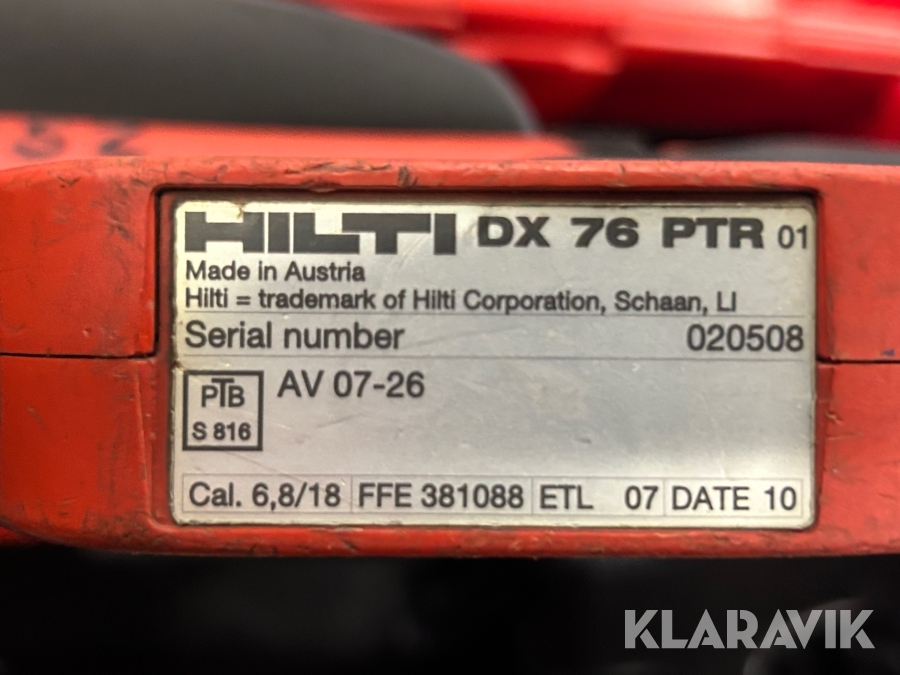 HILTI DX 76 PTR 01
Made in Austria
Hilti = trademark of Hilti Corporation, Schaan, LI
Serial number 020508
PTB
S 816
AV 07-26
Cal. 6,8/18 FFE 381088 ETL 07 DATE 10
KLARAVIK